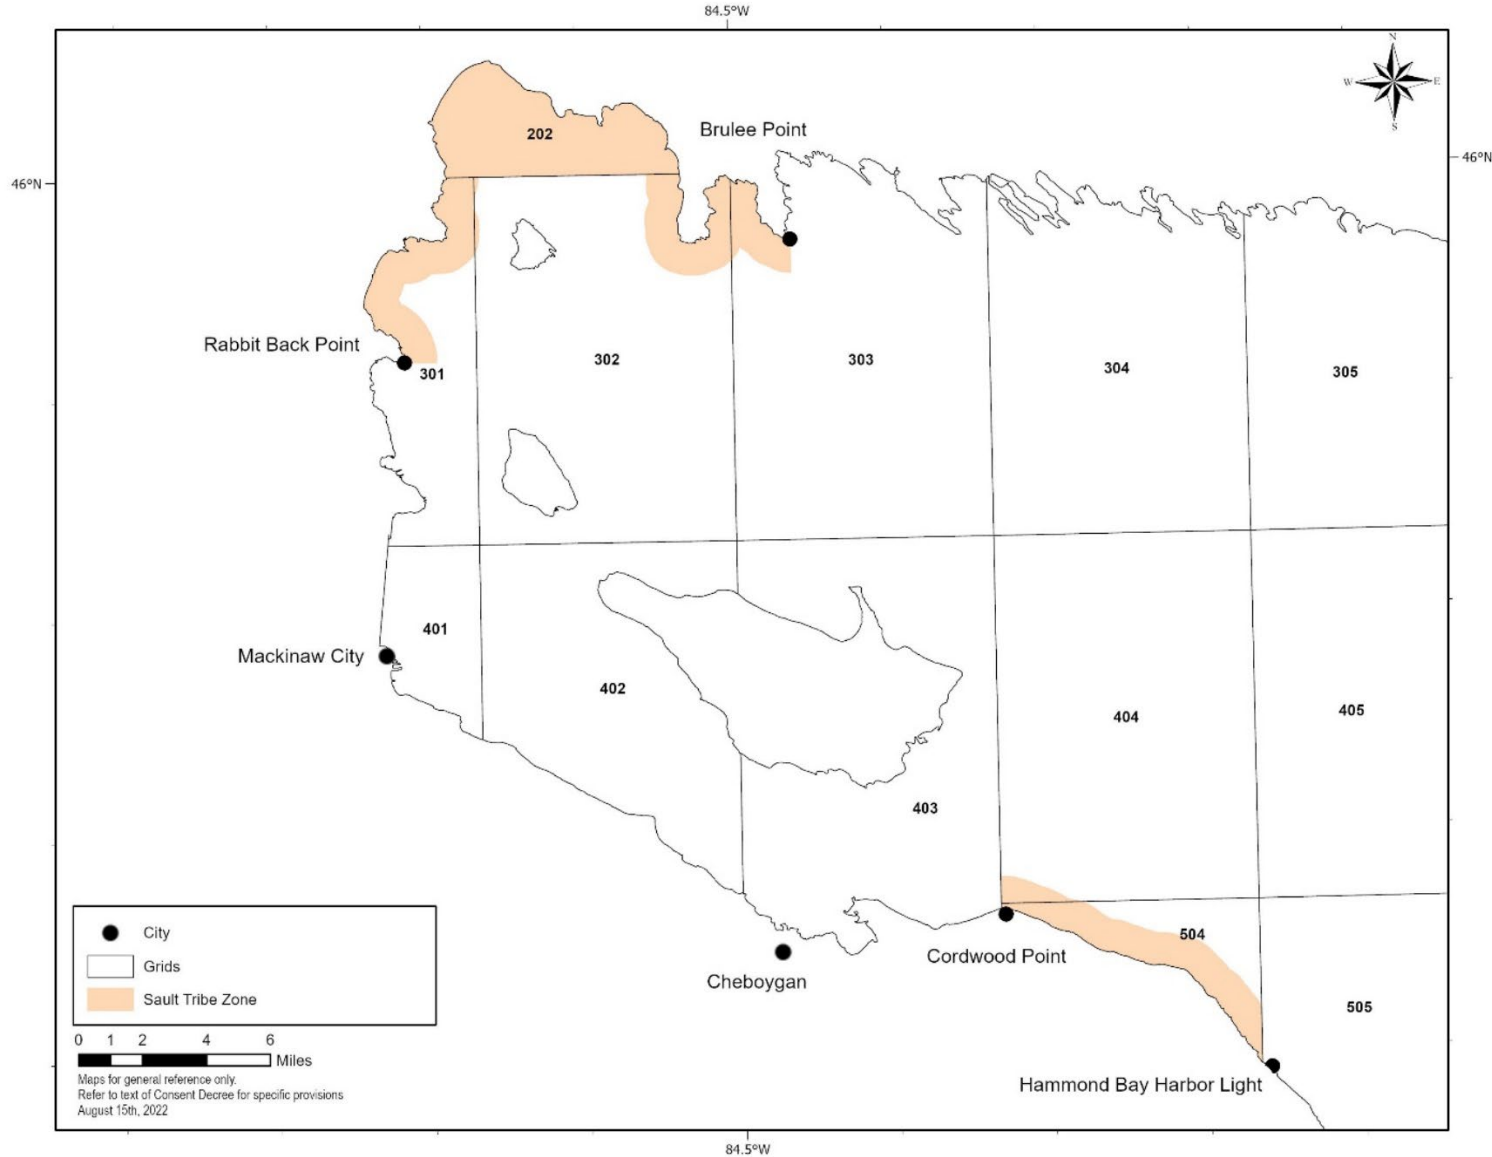 84.5°W
N
W E
S
46°N
46°N
202
Brulee Point
Rabbit Back Point
301
302
303
304
305
401
Mackinaw City
402
403
404
405
504
505
Cordwood Point
Cheboygan
Hammond Bay Harbor Light
City
Grids
Sault Tribe Zone
0 1 2 4 6
Miles
Maps for general reference only.
Refer to text of Consent Decree for specific provisions
August 15th, 2022
84.5°W